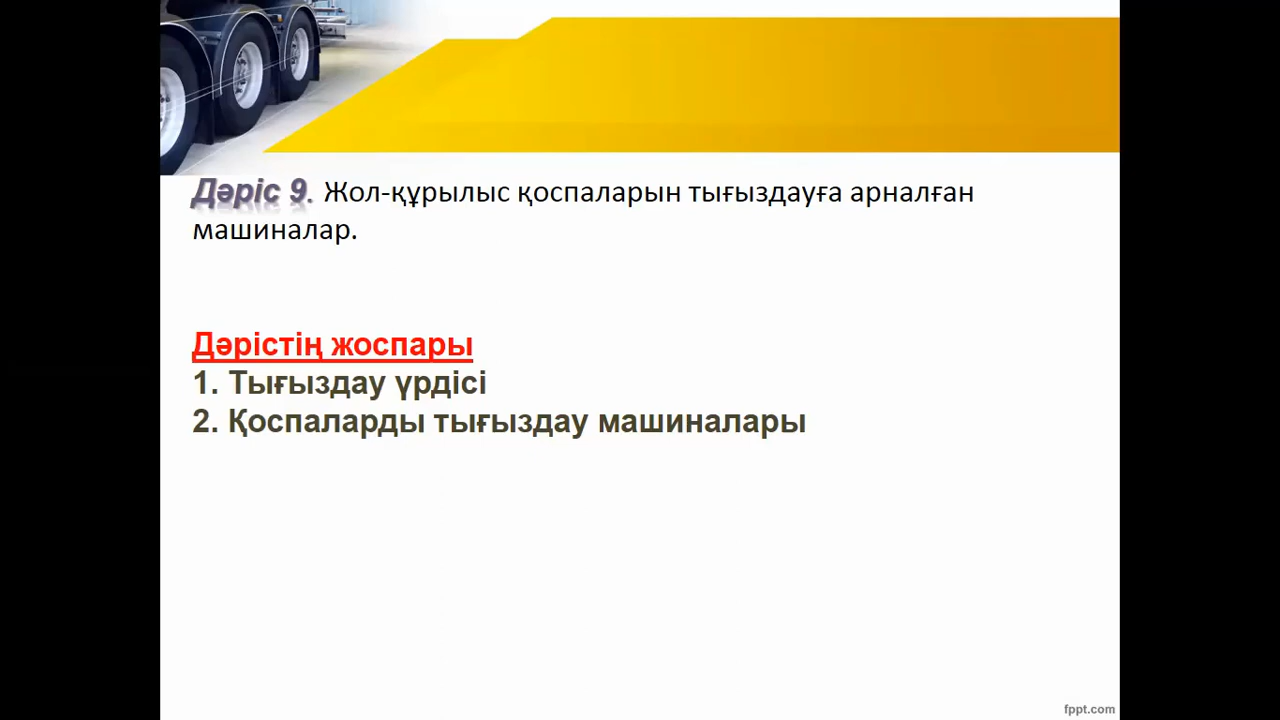 Дәріс 9. Жол-құрылыс қоспаларын тығыздауға арналған
машиналар.
Дәрістің жоспары
1. Тығыздау үрдісі
2. Қоспаларды тығыздау машиналары
fppt.com